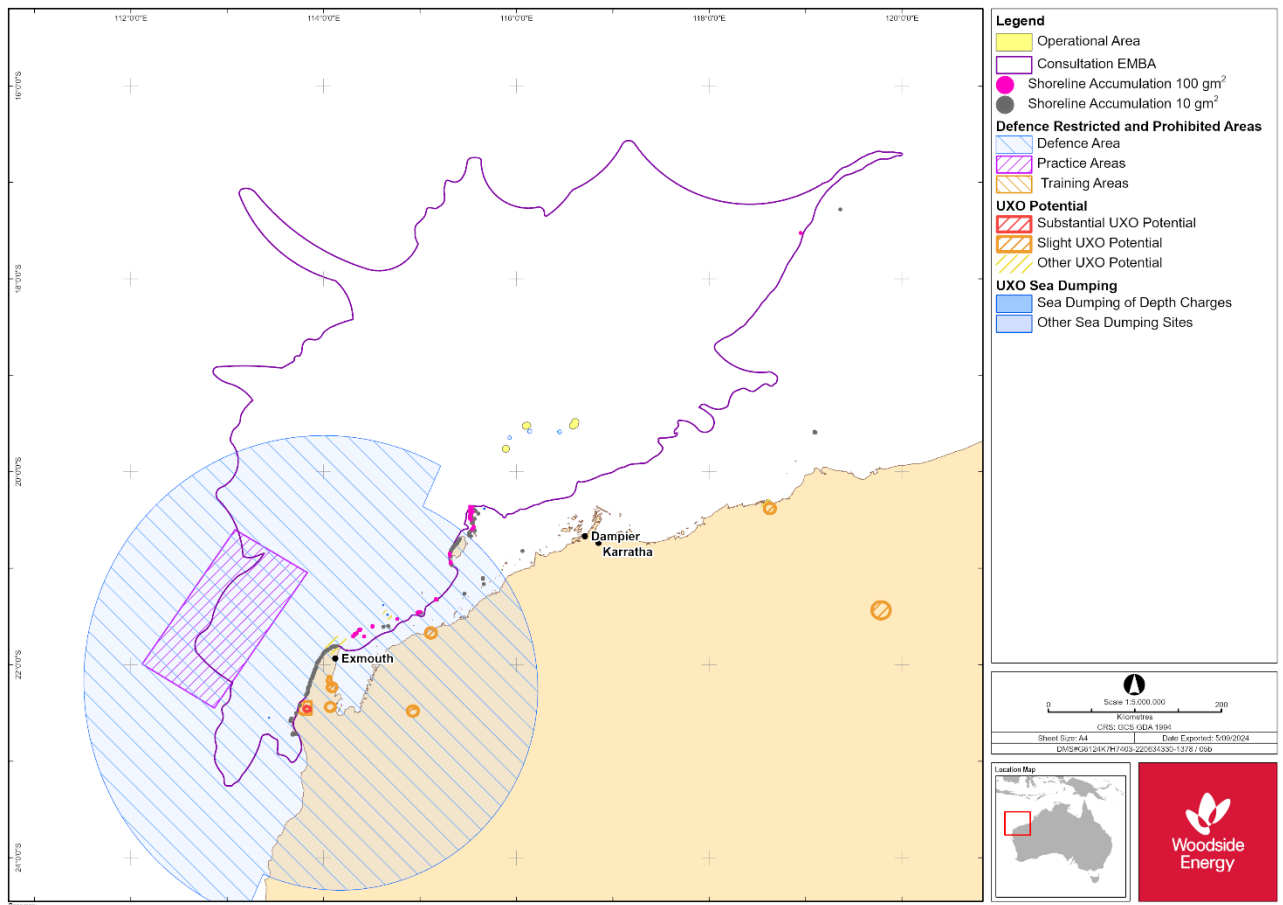 112°0'0"E
114°0'0"E
116°0'0"E
118°0'0"E
120°0'0"E
16°0'0"S
18°0'0"S
20°0'0"S
22°0'0"S
24°0'0"S
Dampier
Karratha
Exmouth
Legend
Operational Area
Consultation EMBA
Shoreline Accumulation 100 gm²
Shoreline Accumulation 10 gm²
Defence Restricted and Prohibited Areas
Defence Area
Practice Areas
Training Areas
UXO Potential
Substantial UXO Potential
Slight UXO Potential
Other UXO Potential
UXO Sea Dumping
Sea Dumping of Depth Charges
Other Sea Dumping Sites
Scale 1:5,000,000
0 200
Kilometres
CRS: GCS GDA 1994
Sheet Size: A4 Date Exported: 5/09/2024
DMS#G6124K7H7403-220634330-1378 / 05b
Location Map
Woodside
Energy